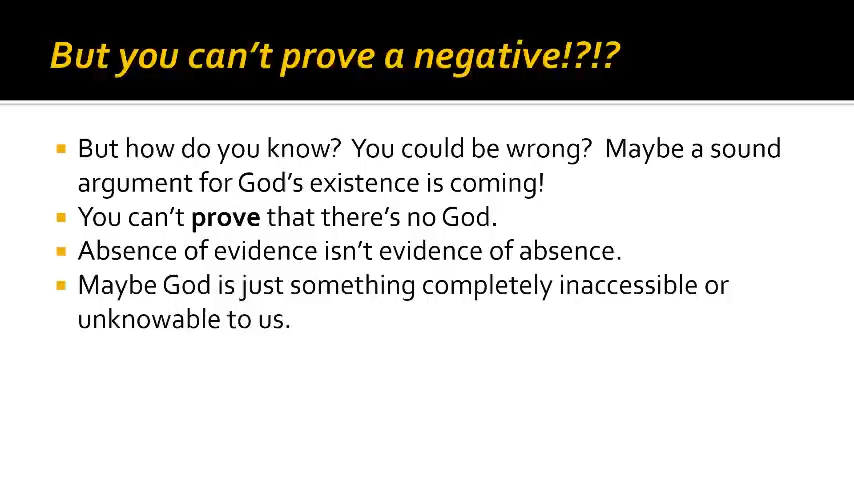 But you can't prove a negative!?!?
But how do you know? You could be wrong? Maybe a sound
argument for God's existence is coming!
You can't prove that there's no God.
Absence of evidence isn't evidence of absence.
Maybe God is just something completely inaccessible or
unknowable to us.